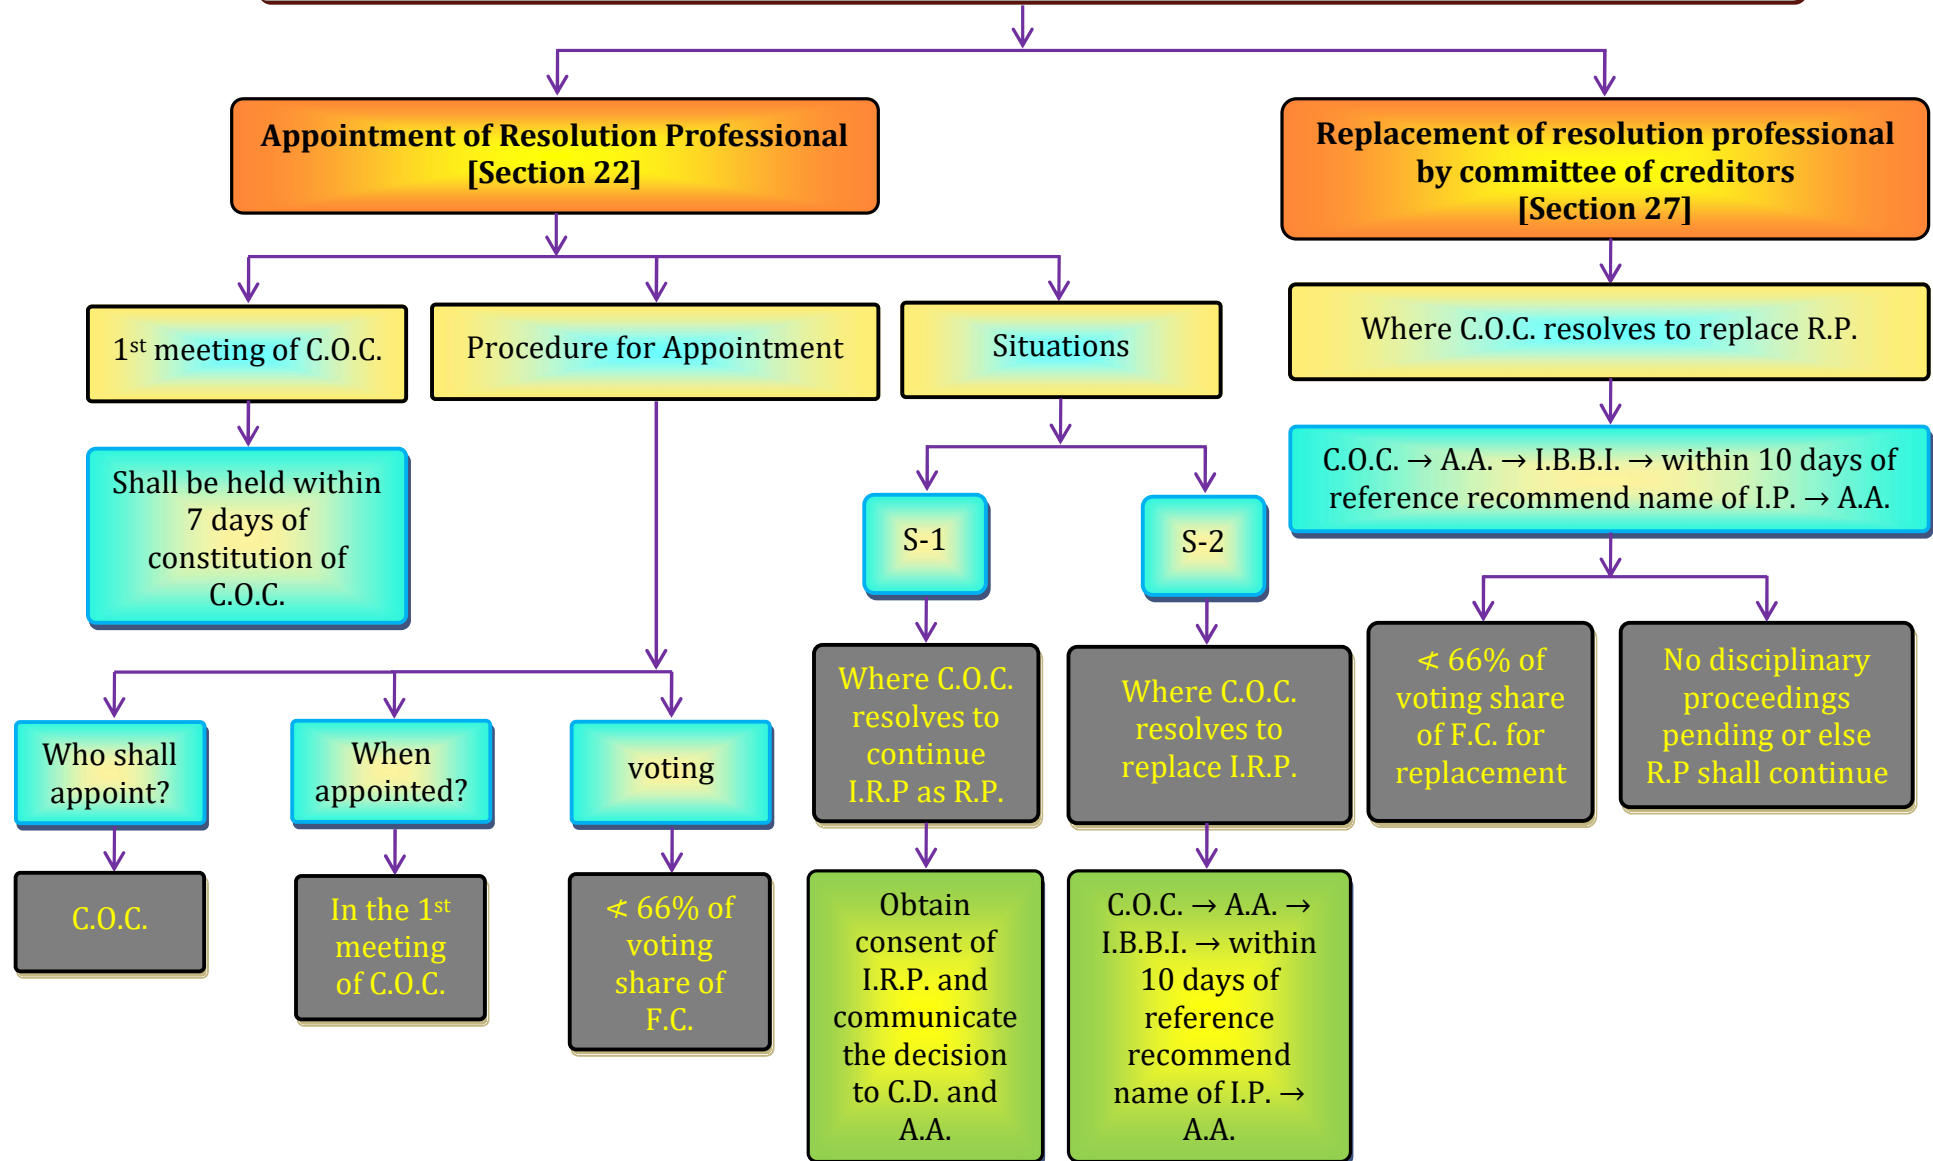 Appointment of Resolution Professional
[Section 22]
Replacement of resolution professional
by committee of creditors
[Section 27]
1st meeting of C.O.C.
Procedure for Appointment
Situations
Where C.O.C. resolves to replace R.P.
Shall be held within
7 days of
constitution of
C.O.C.
C.O.C. → A.A. → I.B.B.I. → within 10 days of
reference recommend name of I.P. → A.A.
S-1
S-2
Who shall
appoint?
When
appointed?
voting
Where C.O.C.
resolves to
continue
I.R.P as R.P.
Where C.O.C.
resolves to
replace I.R.P.
≮ 66% of
voting share
of F.C. for
replacement
No disciplinary
proceedings
pending or else
R.P shall continue
C.O.C.
In the 1st
meeting
of C.O.C.
≮ 66% of
voting
share of
F.C.
Obtain
consent of
I.R.P. and
communicate
the decision
to C.D. and
A.A.
C.O.C. → A.A. →
I.B.B.I. → within
10 days of
reference
recommend
name of I.P. →
A.A.